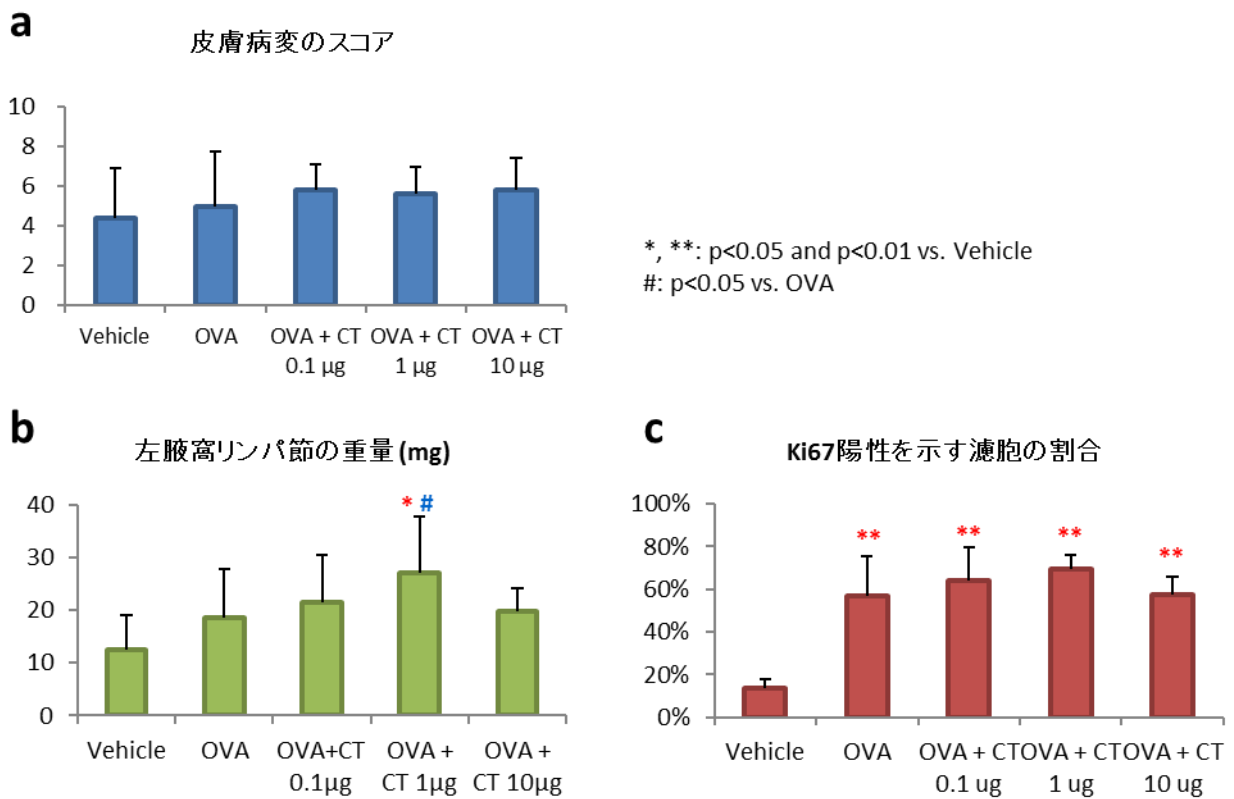 a
皮膚病変のスコア
10
8
6
4
2
0
Vehicle OVA OVA + CT OVA + CT OVA + CT
0.1 µg 1 µg 10 µg
*, **: p<0.05 and p<0.01 vs. Vehicle
#: p<0.05 vs. OVA
b
左腋窩リンパ節の重量(mg)
* #
40
30
20
10
0
Vehicle OVA OVA+CT OVA + OVA +
0.1µg CT 1µg CT 10µg
c
Ki67陽性を示す濾胞の割合
100%
80%
60%
40%
20%
0%
** ** ** **
Vehicle OVA OVA + CT OVA + CT OVA + CT
0.1 ug 1 ug 10 ug